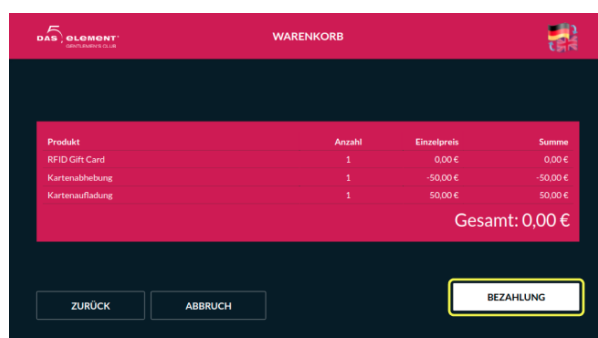 5
DAS ELEMENT
GENTLEMEN'S CLUB
WARENKORB
Produkt Anzahl Einzelpreis Summe
RFID Gift Card 1 0,00 € 0,00 €
Kartenabhebung 1 -50,00 € -50,00 €
Kartenaufladung 1 50,00 € 50,00 €
Gesamt: 0,00 €
ZURÜCK ABBRUCH BEZAHLUNG